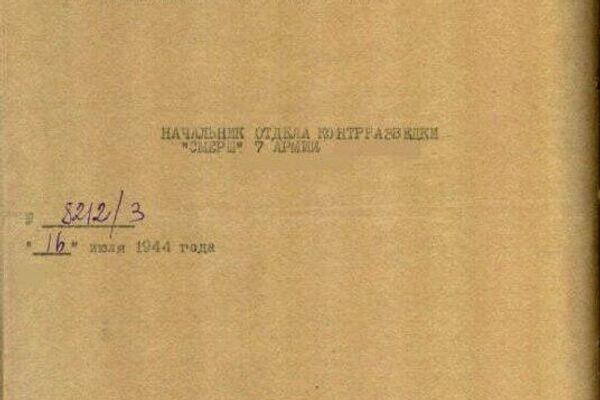 НАЧАЛЬНИК ОТДЕЛА КОНТРРАЗВЕДКИ
"СМЕРШ" 7 АРМИИ
№ 8212/3
"16" июля 1944 года